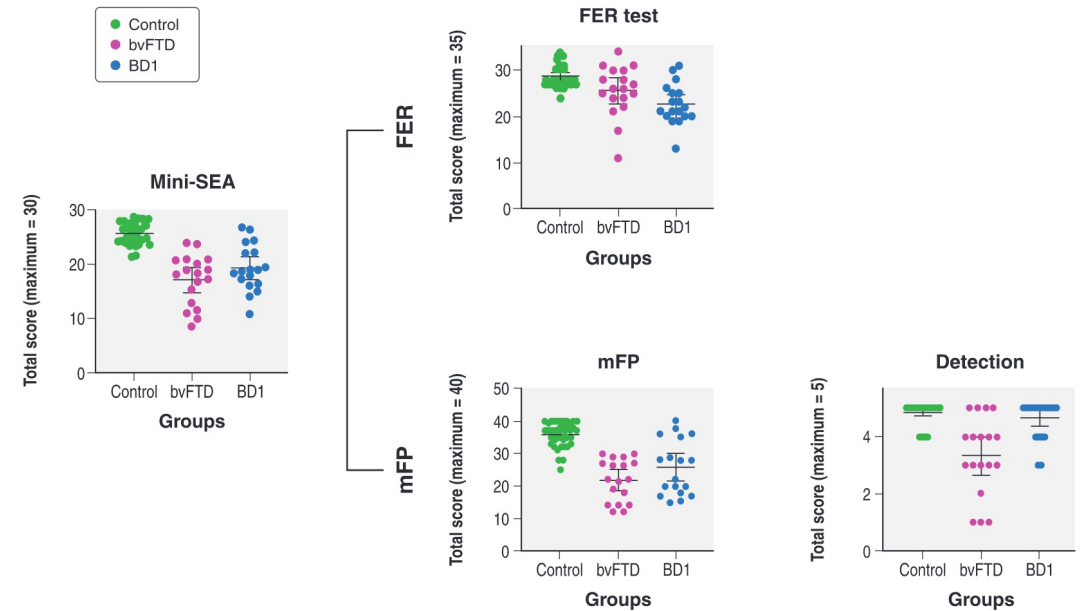 Control
bvFTD
BD1
FER test
Total score (maximum = 35)
30
20
10
0
Control bvFTD BD1
Groups
FER
Mini-SEA
Total score (maximum = 30)
30
20
10
0
Control bvFTD BD1
Groups
mFP
mFP
Total score (maximum = 40)
50
40
30
20
10
0
Control bvFTD BD1
Groups
Detection
Total score (maximum = 5)
4
2
0
Control bvFTD BD1
Groups